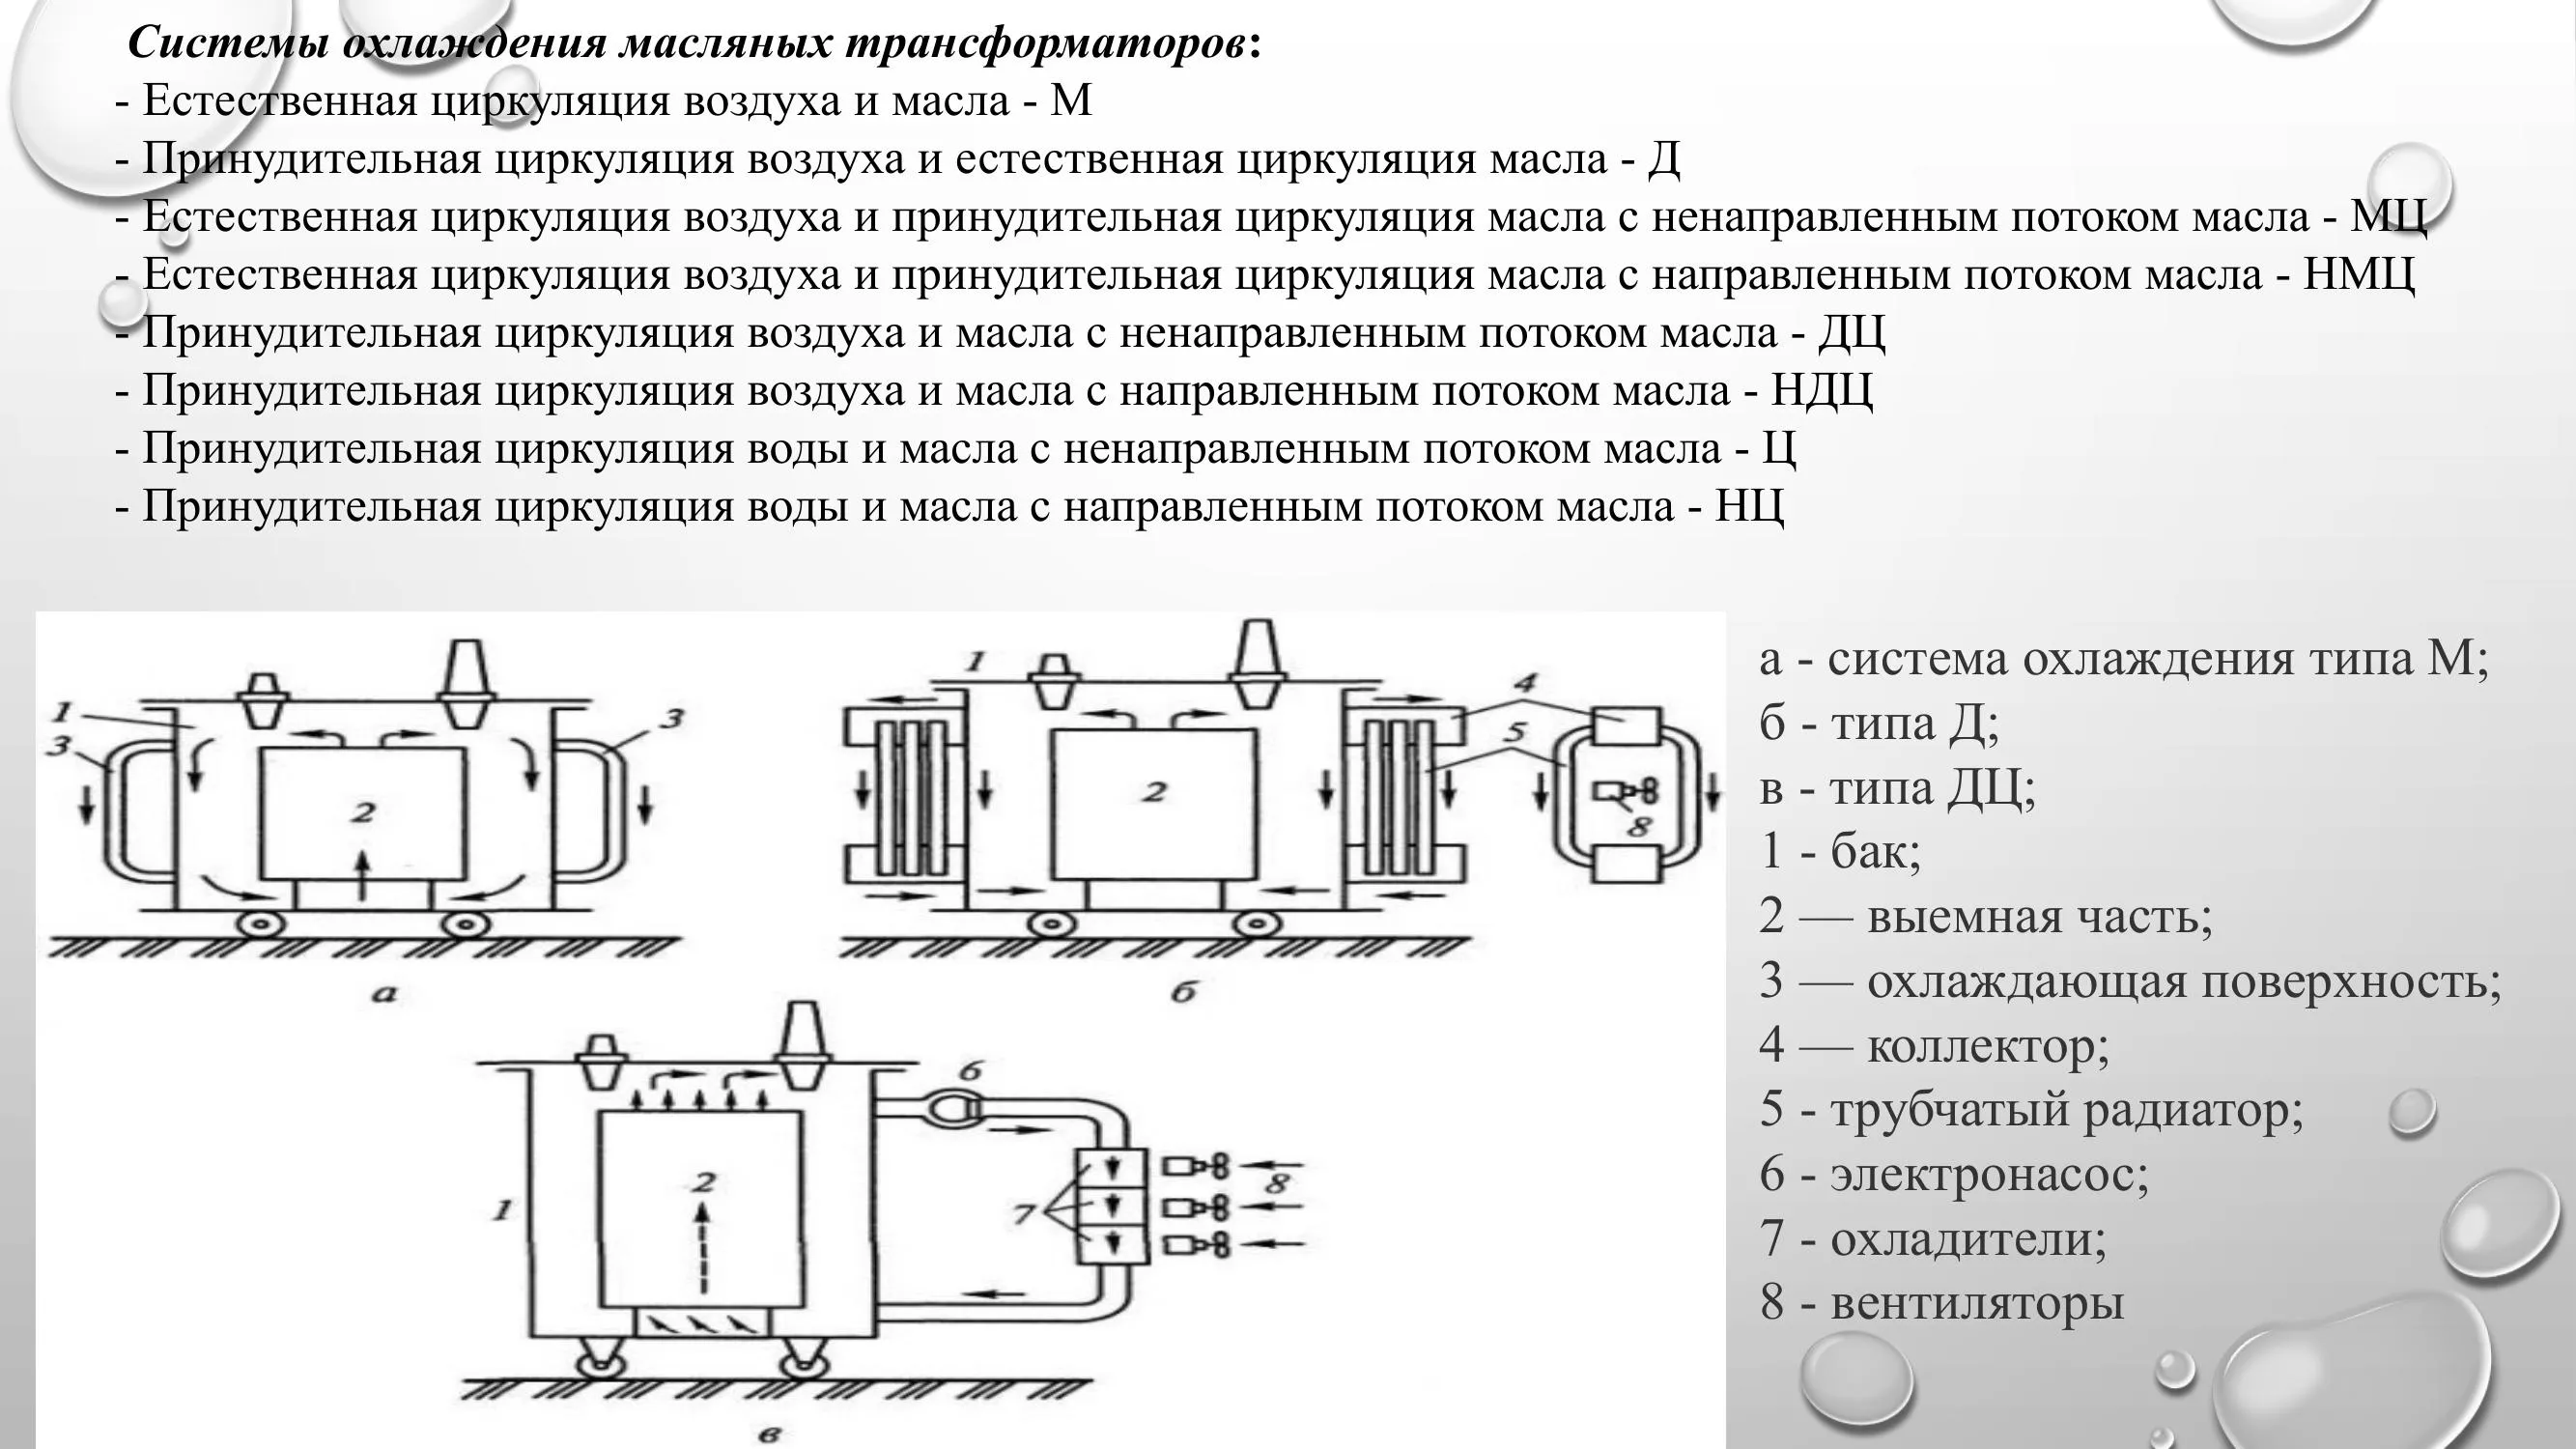 Системы охлаждения масляных трансформаторов:
- Естественная циркуляция воздуха и масла - М
- Принудительная циркуляция воздуха и естественная циркуляция масла - Д
- Естественная циркуляция воздуха и принудительная циркуляция масла с ненаправленным потоком масла - МЦ
- Естественная циркуляция воздуха и принудительная циркуляция масла с направленным потоком масла - НМЦ
- Принудительная циркуляция воздуха и масла с ненаправленным потоком масла - ДЦ
- Принудительная циркуляция воздуха и масла с направленным потоком масла - НДЦ
- Принудительная циркуляция воды и масла с ненаправленным потоком масла - Ц
- Принудительная циркуляция воды и масла с направленным потоком масла - НЦ
1
3
2
3
а
1
2
4
5
8
б
1
2
6
7
8
в
а - система охлаждения типа М;
б - типа Д;
в - типа ДЦ;
1 - бак;
2 — выемная часть;
3 — охлаждающая поверхность;
4 — коллектор;
5 - трубчатый радиатор;
6 - электронасос;
7 - охладители;
8 - вентиляторы